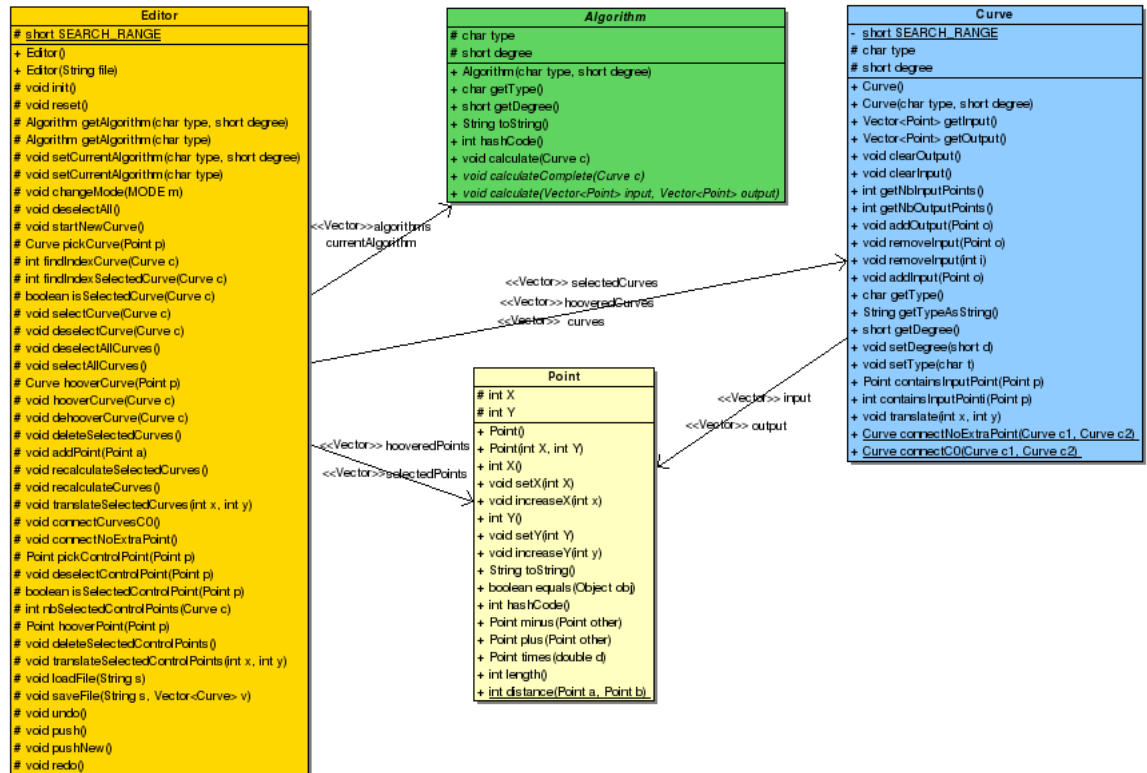 Editor
# short SEARCH_RANGE
+ Editor()
+ Editor(String file)
# void init()
# void reset()
# Algorithm getAlgorithm(char type, short degree)
# Algorithm getAlgorithm(char type)
# void setCurrentAlgorithm(char type, short degree)
# void setCurrentAlgorithm(char type)
# void changeMode(MODE m)
# void deselectAll()
# void startNewCurve()
# Curve pickCurve(Point p)
# int findIndexCurve(Curve c)
# int findIndexSelectedCurve(Curve c)
# boolean isSelectedCurve(Curve c)
# void selectCurve(Curve c)
# void deselectCurve(Curve c)
# void deselectAllCurves()
# void selectAllCurves()
# Curve hooverCurve(Point p)
# void hooverCurve(Curve c)
# void dehooverCurve(Curve c)
# void deleteSelectedCurves()
# void addPoint(Point a)
# void recalculateSelectedCurves()
# void recalculateCurves()
# void translateSelectedCurves(int x, int y)
# void connectCurvesC0()
# void connectNoExtraPoint()
# Point pickControlPoint(Point p)
# void deselectControlPoint(Point p)
# boolean isSelectedControlPoint(Point p)
# int nbSelectedControlPoints(Curve c)
# Point hooverPoint(Point p)
# void deleteSelectedControlPoints()
# void translateSelectedControlPoints(int x, int y)
# void loadFile(String s)
# void saveFile(String s, Vector<Curve> v)
# void undo()
# void push()
# void pushNew()
# void redo()
Algorithm
# char type
# short degree
+ Algorithm(char type, short degree)
+ char getType()
+ short getDegree()
+ String toString()
+ int hashCode()
+ void calculate(Curve c)
+ void calculateComplete(Curve c)
+ void calculate(Vector<Point> input, Vector<Point> output)
<<Vector>>algorithms
currentAlgorithm
<<Vector>> selectedCurves
<<Vector>> hooveredCurves
<<Vector>> curves
<<Vector>> hooveredPoints
<<Vector>>selectedPoints
Point
# int X
# int Y
+ Point()
+ Point(int X, int Y)
+ int X()
+ void setX(int X)
+ void increaseX(int x)
+ int Y()
+ void setY(int Y)
+ void increaseY(int y)
+ String toString()
+ boolean equals(Object obj)
+ int hashCode()
+ Point minus(Point other)
+ Point plus(Point other)
+ Point times(double d)
+ int length()
+ int distance(Point a, Point b)
<<Vector>> input
<<Vector>> output
Curve
- short SEARCH_RANGE
# char type
# short degree
+ Curve()
+ Curve(char type, short degree)
+ Vector<Point> getInput()
+ Vector<Point> getOutput()
+ void clearOutput()
+ void clearInput()
+ int getNbInputPoints()
+ int getNbOutputPoints()
+ void addOutput(Point o)
+ void removeInput(Point o)
+ void removeInput(int i)
+ void addInput(Point o)
+ char getType()
+ String getTypeAsString()
+ short getDegree()
+ void setDegree(short d)
+ void setType(char t)
+ Point containsInputPoint(Point p)
+ int containsInputPointi(Point p)
+ void translate(int x, int y)
+ Curve connectNoExtraPoint(Curve c1, Curve c2)
+ Curve connectC0(Curve c1, Curve c2)